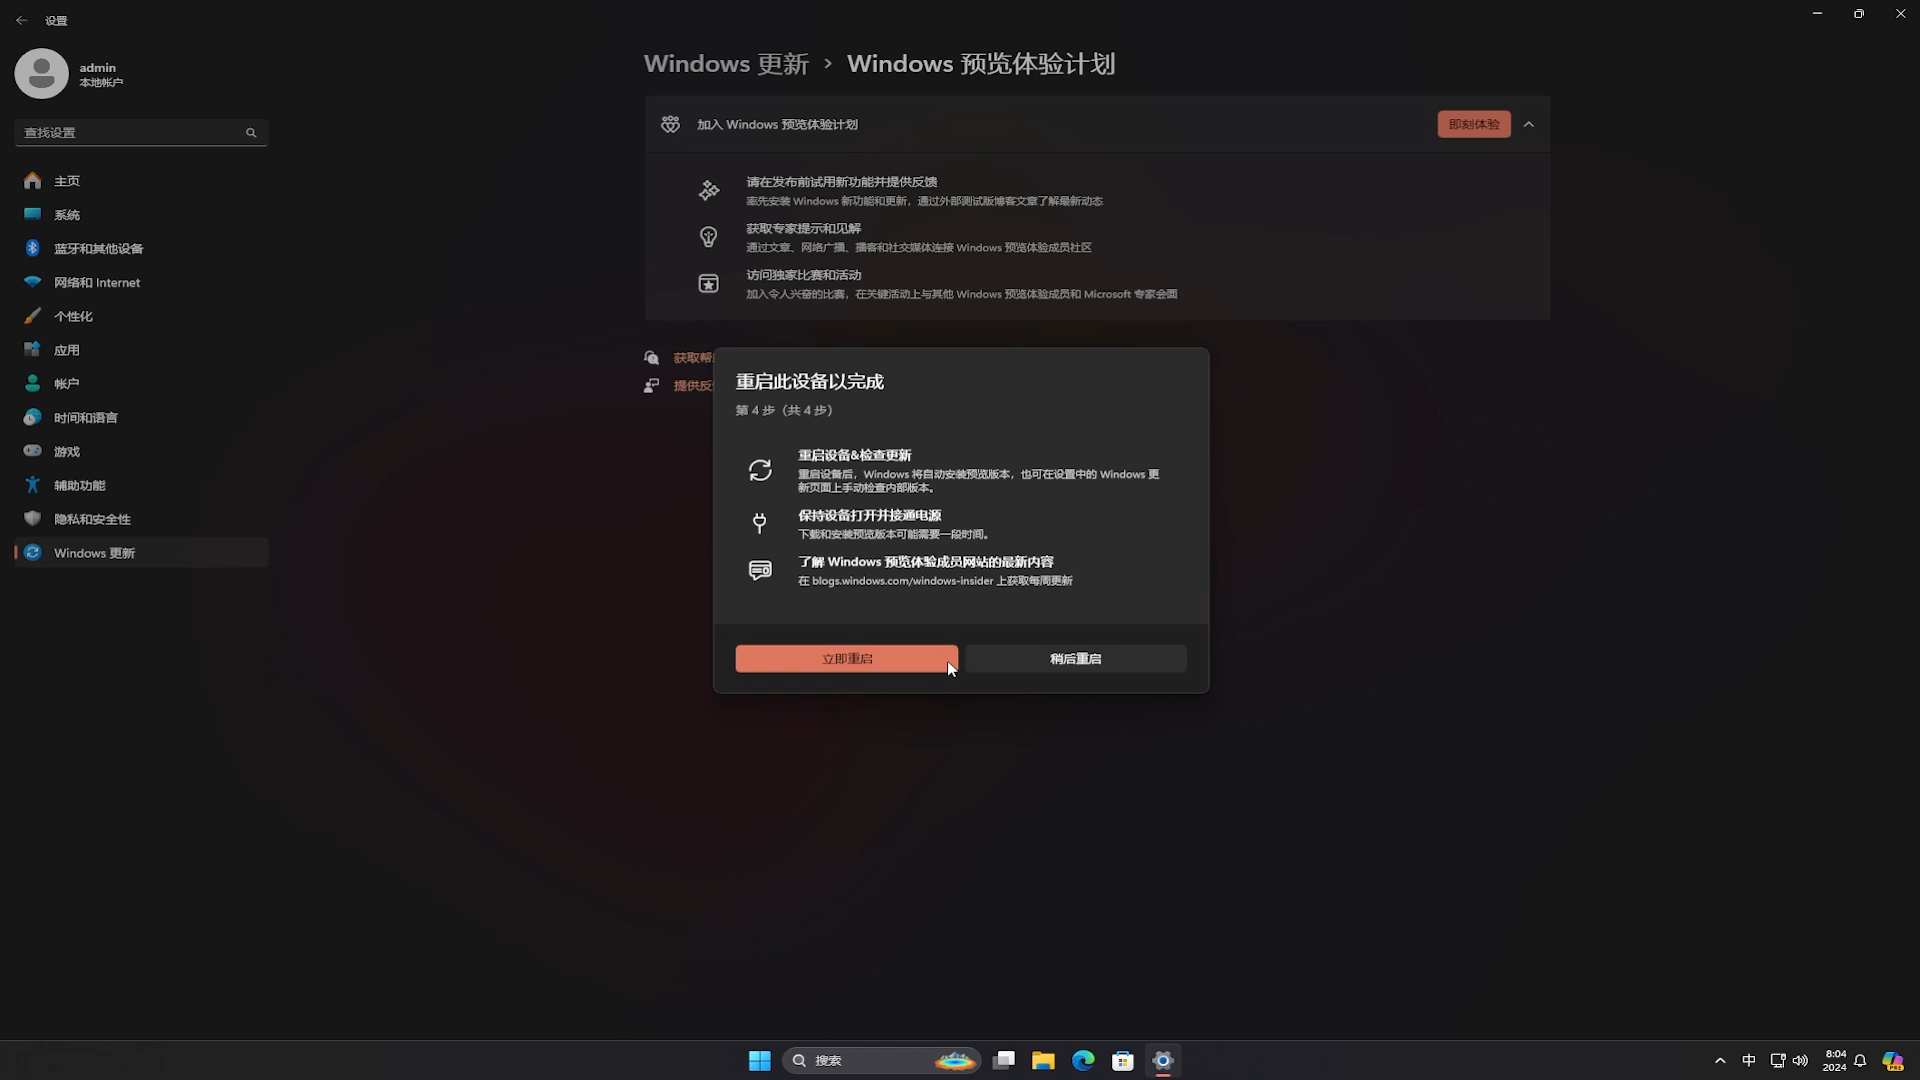 设置
admin
本地帐户
查找设置
主页
系统
蓝牙和其他设备
网络和 Internet
个性化
应用
帐户
时间和语言
游戏
辅助功能
隐私和安全性
Windows 更新
Windows 更新 › Windows 预览体验计划
加入 Windows 预览体验计划
即刻体验
请在发布前试用新功能并提供反馈
率先安装 Windows 新功能和更新，通过外部测试版博客文章了解最新动态
获取专家提示和见解
通过文章、网络广播、播客和社交媒体连接 Windows 预览体验成员社区
访问独家比赛和活动
加入令人兴奋的比赛，在关键活动上与其他 Windows 预览体验成员和 Microsoft 专家会面
获取帮
提供反
重启此设备以完成
第 4 步（共 4 步）
重启设备&检查更新
重启设备后，Windows 将自动安装预览版本，也可在设置中的 Windows 更
新页面上手动检查内部版本。
保持设备打开并接通电源
下载和安装预览版本可能需要一段时间。
了解 Windows 预览体验成员网站的最新内容
在 blogs.windows.com/windows-insider 上获取每周更新
立即重启
稍后重启
搜索
中
8:04
2024
PRE